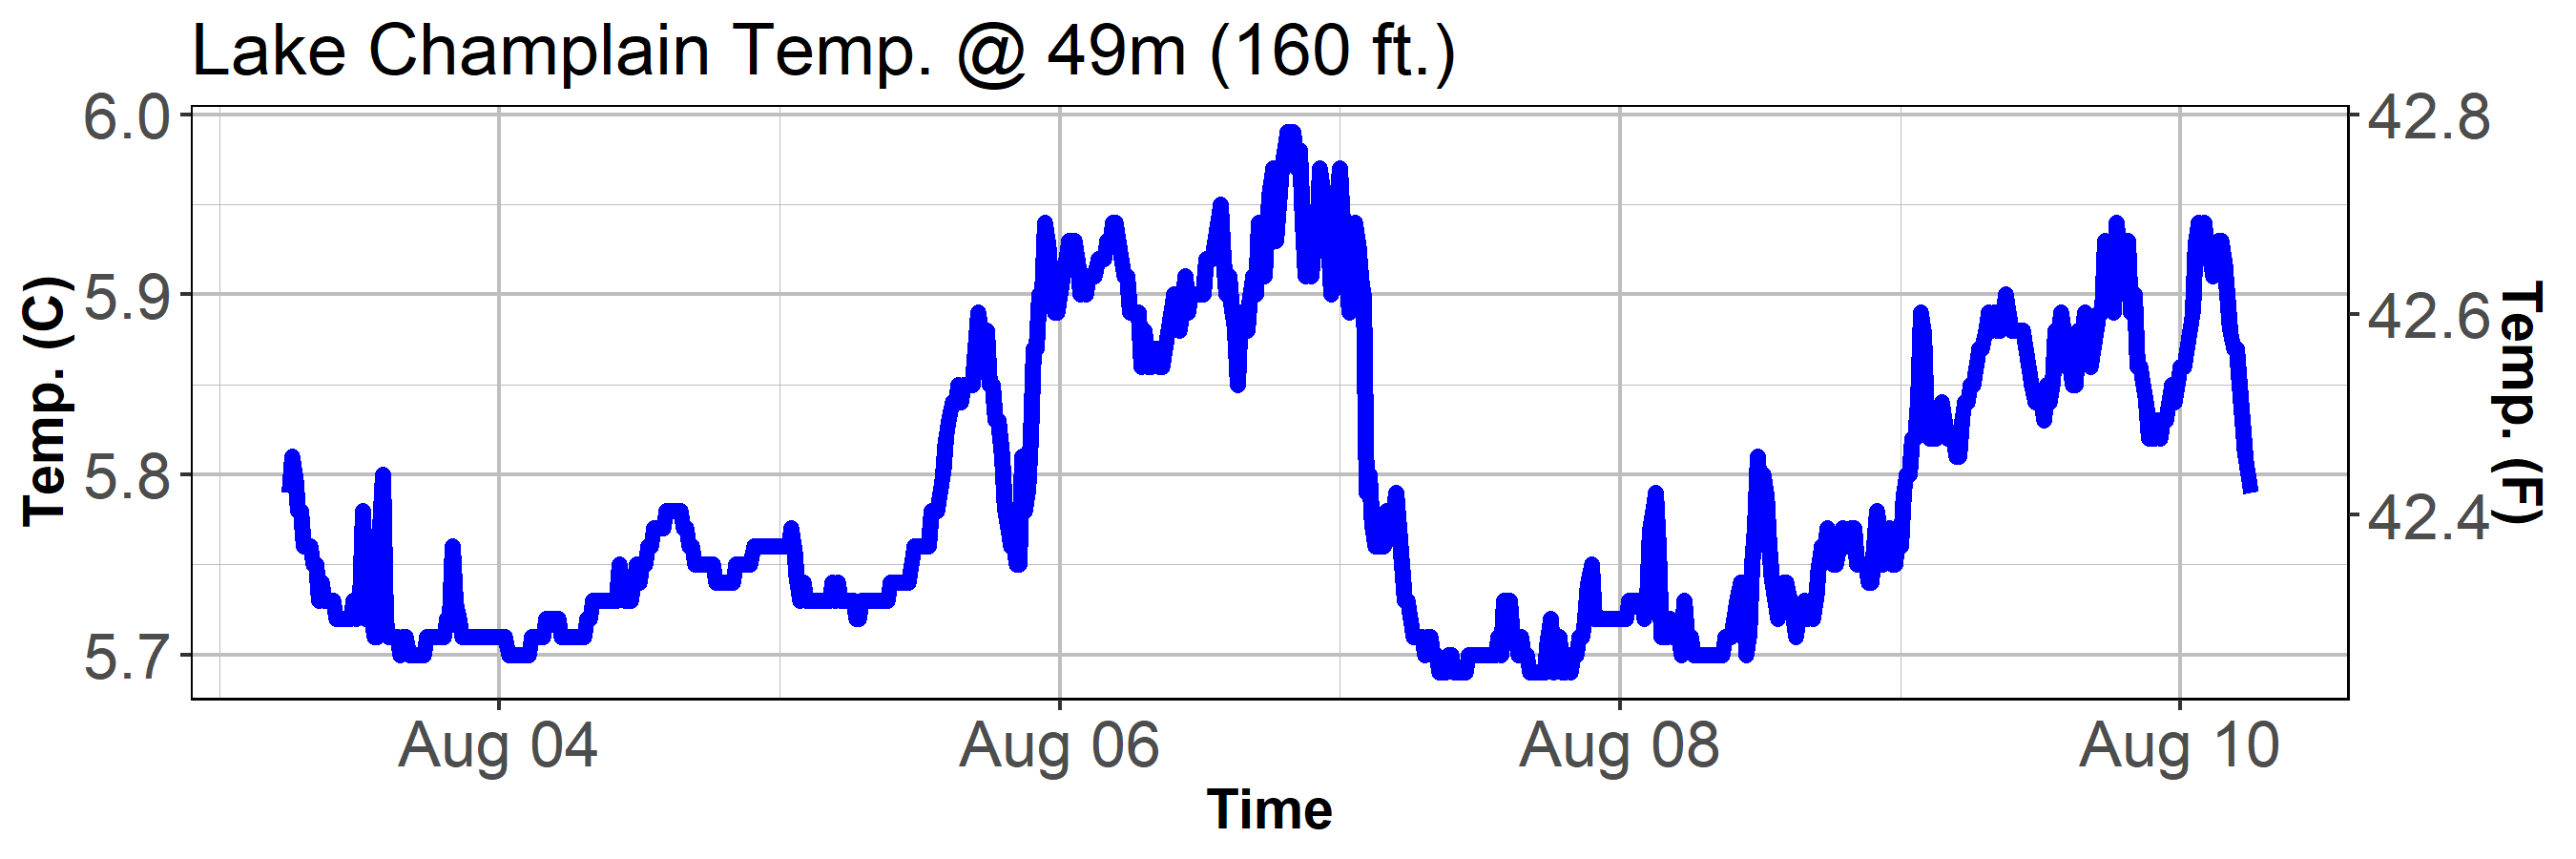 Lake Champlain Temp. @ 49m (160 ft.)
6.0
5.9
5.8
5.7
Temp. (C)
42.8
42.6
42.4
Temp. (F)
Aug 04 Aug 06 Aug 08 Aug 10
Time